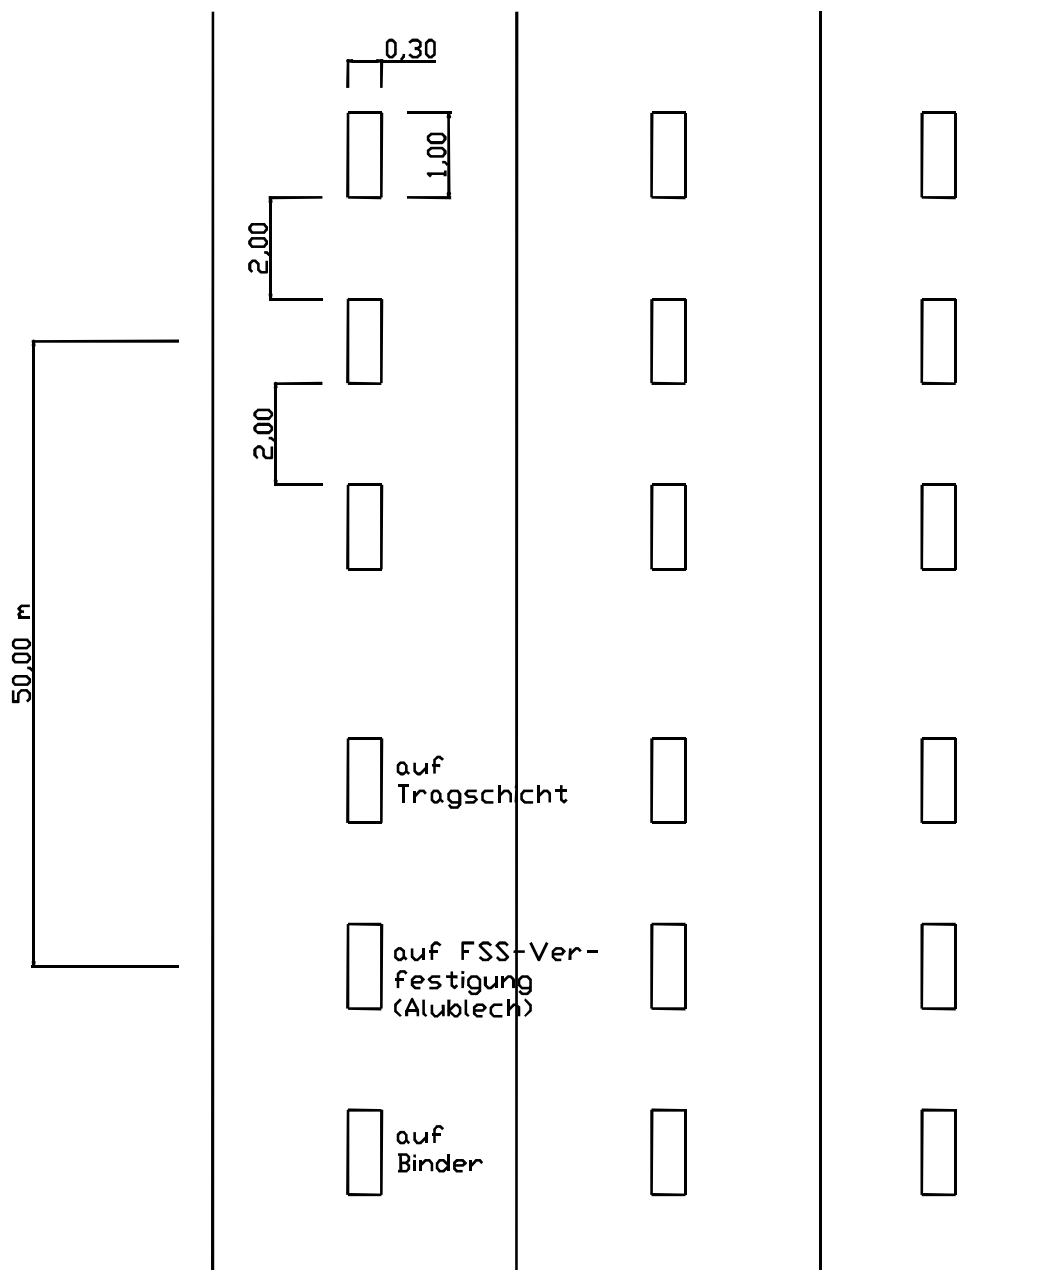 0,30
1,00
2,00
2,00
50,00 m
auf
Tragschicht
auf FSS-Ver-
festigung
(Alublech)
auf
Binder